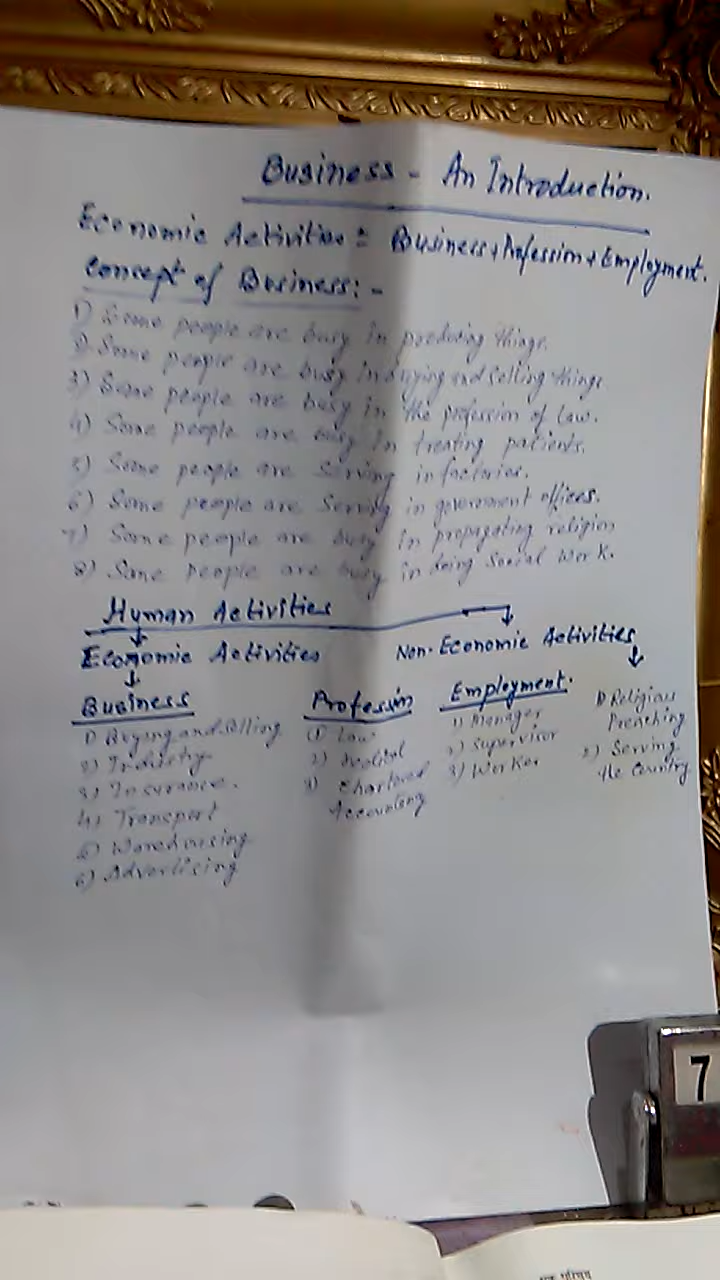 Business - An Introduction.
Economic Activities = Business + Profession + Employment.
Concept of Business: -
1) Some people are busy in producing things.
2) Some people are busy in buying and selling things
3) Some people are busy in the profession of Law.
4) Some people are busy in treating patients.
5) Some people are Serving in factories.
6) Some people are Serving in government offices.
7) Some people are busy in propagating religion
8) Some people are busy in doing Social Work.
Human Activities
Economic Activities Non-Economic Activities
Business Profession Employment.
1) Buying and Selling
2) Industry
3) Insurance.
4) Transport
5) Warehousing
6) Advertising
1) Law
2) Medical
3) Chartered
1) Manager
2) Supervisor
3) Worker
1) Religious
Preaching
2) Serving
the Country
7